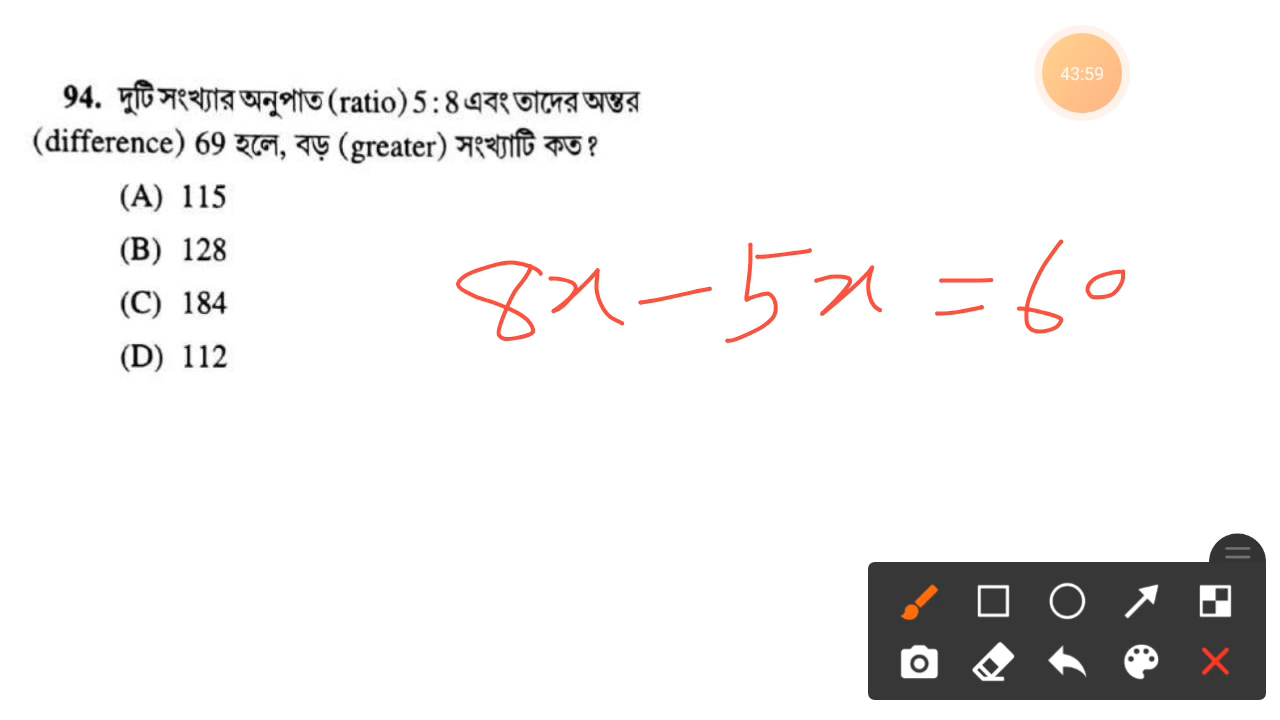 43:59
94. দুটি সংখ্যার অনুপাত (ratio) 5 : 8 এবং তাদের অন্তর
(difference) 69 হলে, বড় (greater) সংখ্যাটি কত ?
(A) 115
(B) 128
(C) 184
(D) 112
8x - 5x = 60